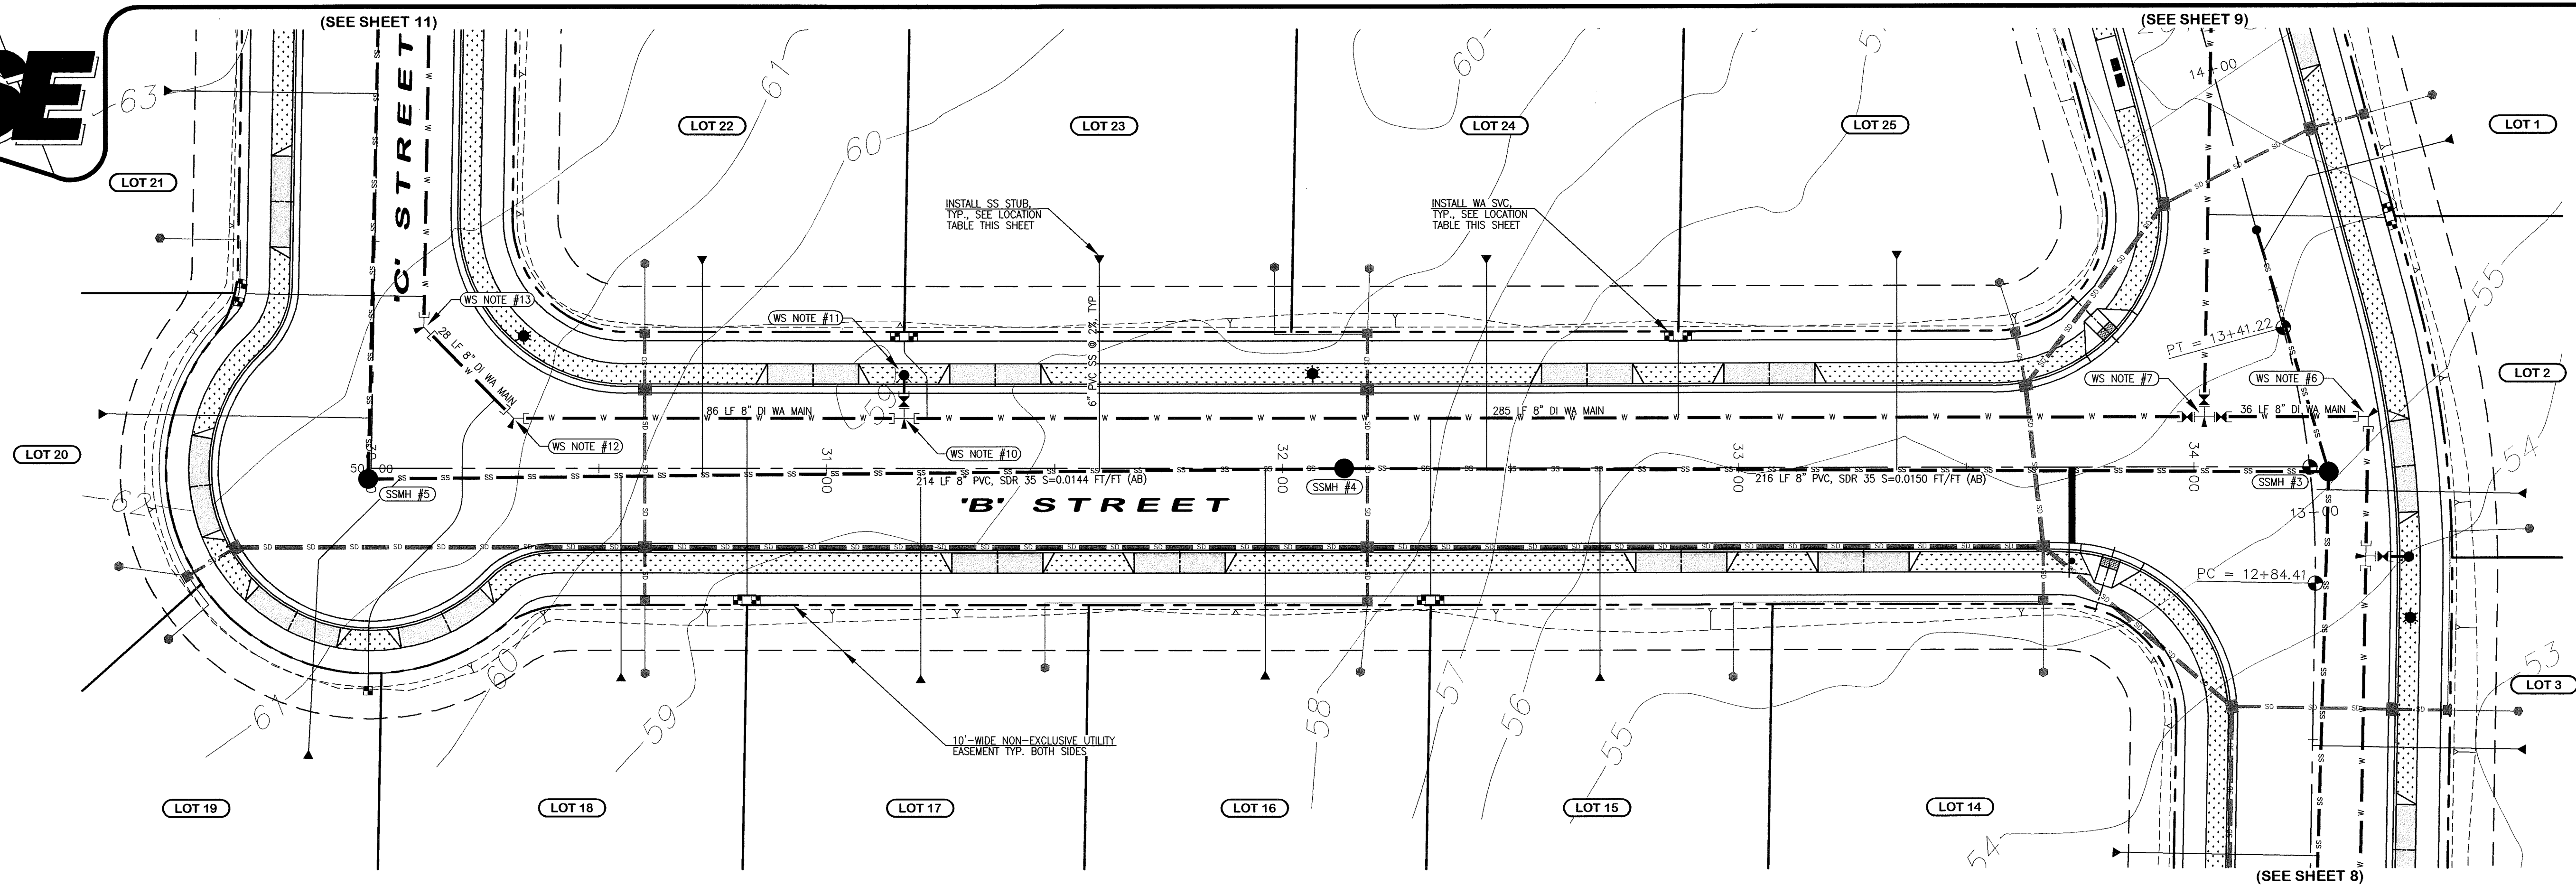 (SEE SHEET 11)
(SEE SHEET 9)
E
63
'C' STREET
61
60
60
51
14+00
LOT 22
LOT 23
LOT 24
LOT 25
LOT 1
LOT 21
INSTALL SS STUB,
TYP., SEE LOCATION
TABLE THIS SHEET
INSTALL WA SVC,
TYP., SEE LOCATION
TABLE THIS SHEET
55
WS NOTE #13
WS NOTE #11
6" PVC SS @ 2% TYP
PT = 13+41.22
28 LF 8" DI WA MAIN
59
WS NOTE #7
WS NOTE #6
LOT 2
86 LF 8" DI WA MAIN
285 LF 8" DI WA MAIN
36 LF 8" DI WA MAIN
WS NOTE #12
WS NOTE #10
LOT 20
50+00
31+00
32+00
33+00
34+00
54
SSMH #5
214 LF 8" PVC, SDR 35 S=0.0144 FT/FT (AB)
SSMH #4
216 LF 8" PVC, SDR 35 S=0.0150 FT/FT (AB)
SSMH #3
62
'B' STREET
13+00
PC = 12+84.41
61
60
59
58
57
56
55
53
LOT 3
10'-WIDE NON-EXCLUSIVE UTILITY
EASEMENT TYP. BOTH SIDES
LOT 19
LOT 18
LOT 17
LOT 16
LOT 15
LOT 14
54
(SEE SHEET 8)